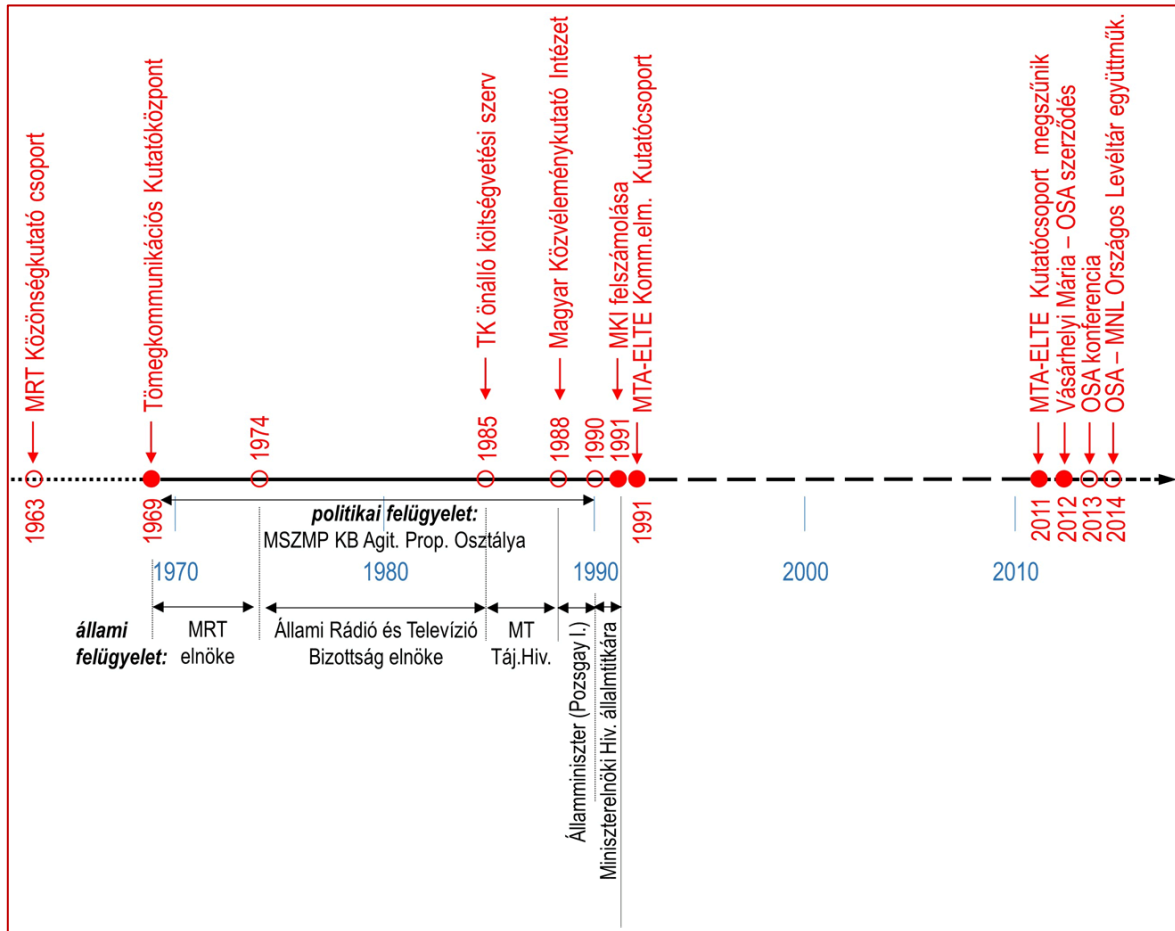 MRT Közönségkutató csoport
Tömegkommunikációs Kutatóközpont
TK önálló költségvetési szerv
Magyar Közvéleménykutató Intézet
MKI felszámolása
MTA-ELTE Komm.elm. Kutatócsoport
MTA-ELTE Kutatócsoport megszűnik
Vásárhelyi Mária – OSA szerződés
OSA konferencia
OSA – MNL Országos Levéltár együttműk.
1974
1985
1988
1990
1991
1963
1969
1991
2011
2012
2013
2014
politikai felügyelet:
MSZMP KB Agit. Prop. Osztálya
1970
1980
1990
2000
2010
állami
felügyelet:
MRT
elnöke
Állami Rádió és Televízió
Bizottság elnöke
MT
Táj.Hiv.
Államminiszter (Pozsgay I.)
Miniszterelnöki Hiv. államtitkára